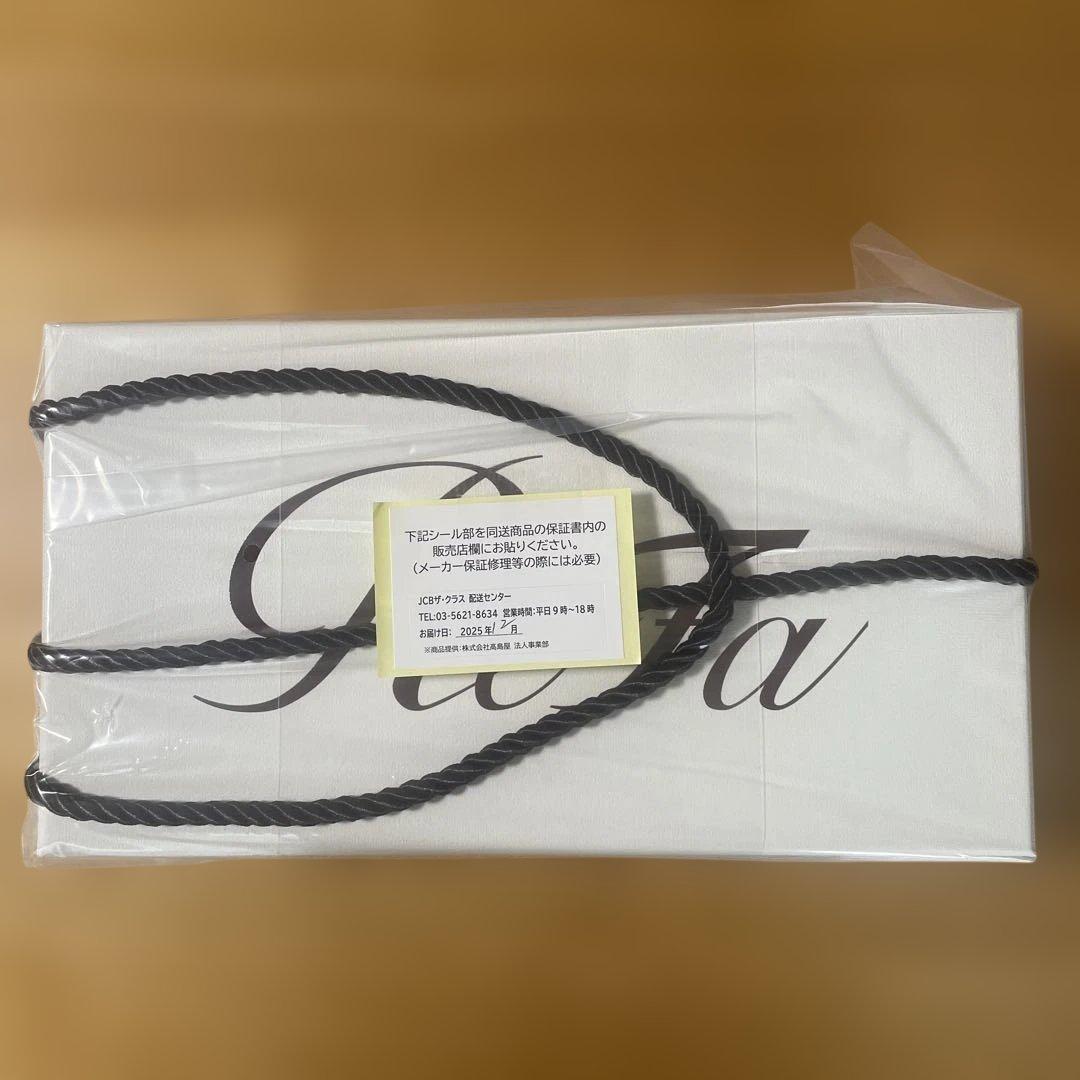 下記シール部を同送商品の保証書内の
販売店欄にお貼りください。
（メーカー保証修理等の際には必要）
JCBザ・クラス 配送センター
TEL:03-5621-8634 営業時間:平日9時～18時
お届け日： 2025年12月
※商品提供：株式会社高島屋 法人事業部